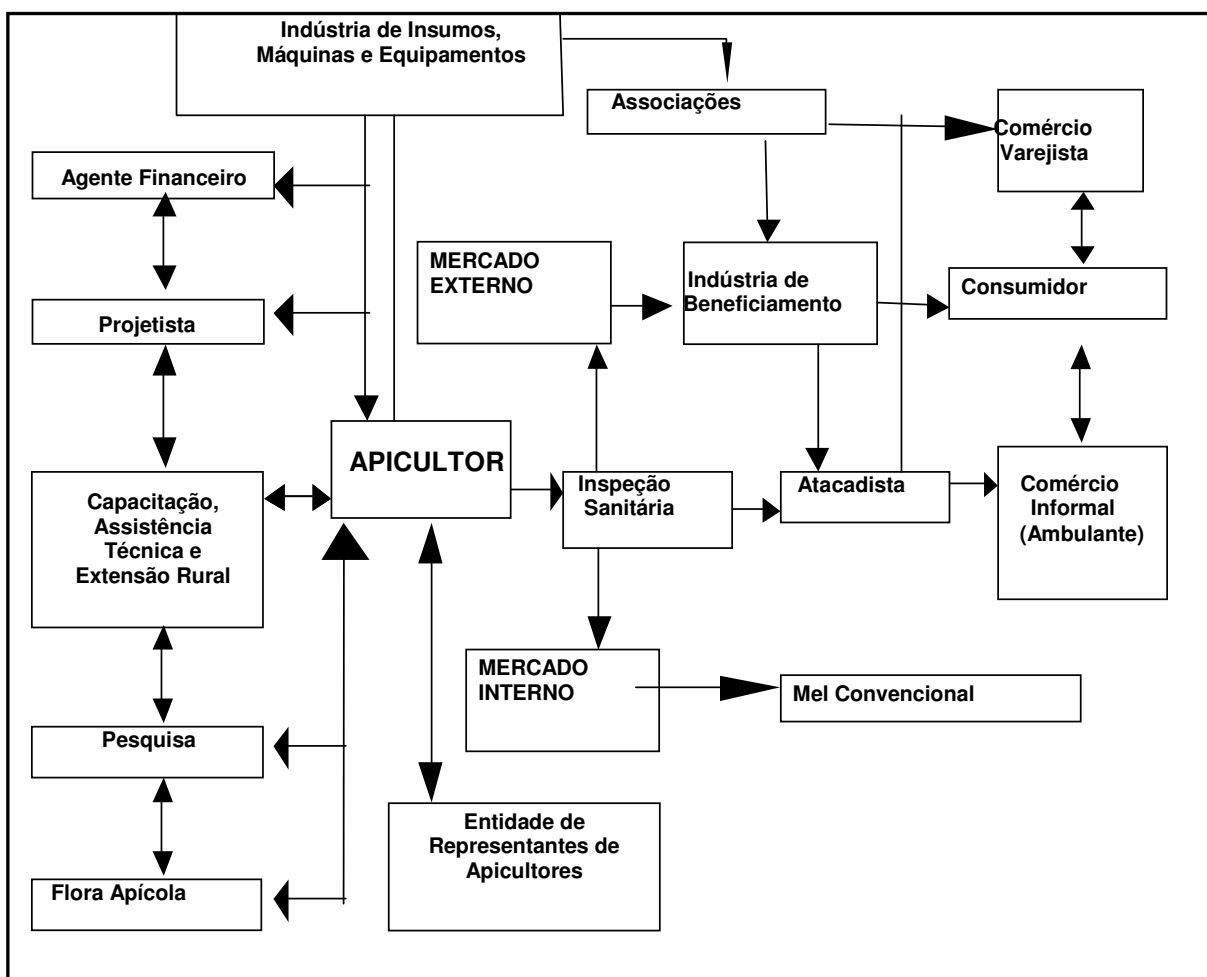 Indústria de Insumos,
Máquinas e Equipamentos
Associações
Comércio
Varejista
Agente Financeiro
MERCADO
EXTERNO
Indústria de
Beneficiamento
Consumidor
Projetista
APICULTOR
Capacitação,
Assistência
Técnica e
Extensão Rural
Inspeção
Sanitária
Atacadista
Comércio
Informal
(Ambulante)
MERCADO
INTERNO
Mel Convencional
Pesquisa
Entidade de
Representantes de
Apicultores
Flora Apícola